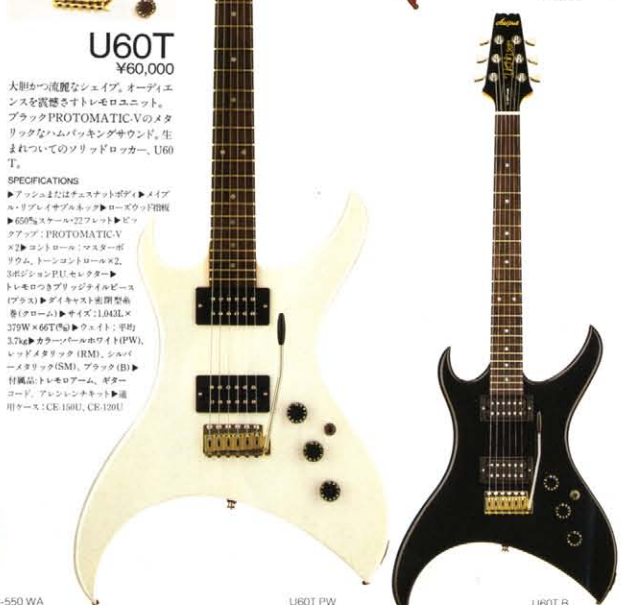 U60T
¥60,000
大胆かつ流麗なシェイプ。オーディエ
ンスを震憾さすトレモロユニット。
ブラックPROTOMATIC-Vのメタ
リックなハムバッキングサウンド。生
まれついてのソリッドロッカー、U60
T。
SPECIFICATIONS
▶アッシュまたはチェスナットボディ▶メイプ
ル・リプレイサブルネック▶ローズウッド指板
▶650㎜スケール・22フレット▶ピッ
クアップ：PROTOMATIC-V
×2▶コントロール：マスターボ
リウム、トーンコントロール×2、
3ポジションP.U.セレクター▶
トレモロつきブリッジテイルピース
(ブラス)▶ダイキャスト密閉型糸
巻(クローム)▶サイズ：1,043L×
379W×66T(㎜)▶ウェイト：平均
3.7kg▶カラー:パールホワイト(PW)、
レッドメタリック(RM)、シルバ
ーメタリック(SM)、ブラック(B)▶
付属品:トレモロアーム、ギター
コード、アレンレンチキット▶適
用ケース：CE-150U、CE-120U
-550 WA
U60T PW
U60T B